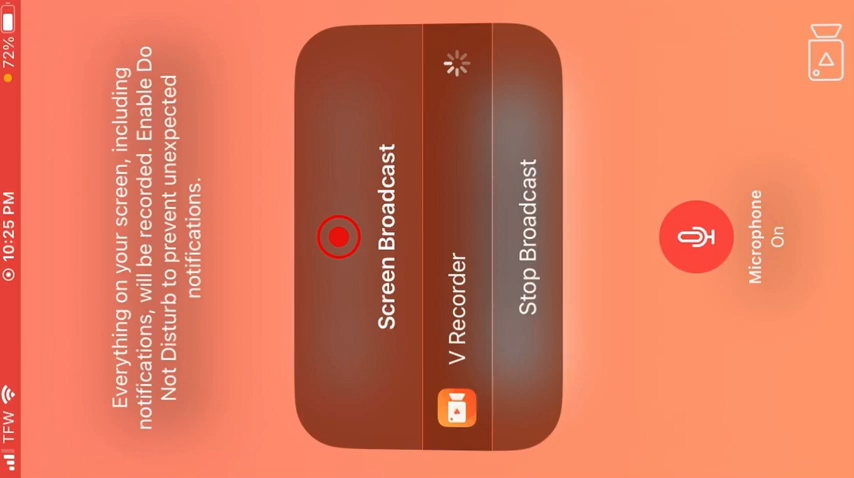 TFW 10:25 PM 72%
Everything on your screen, including
notifications, will be recorded. Enable Do
Not Disturb to prevent unexpected
notifications.
Screen Broadcast
V Recorder
Stop Broadcast
Microphone
On